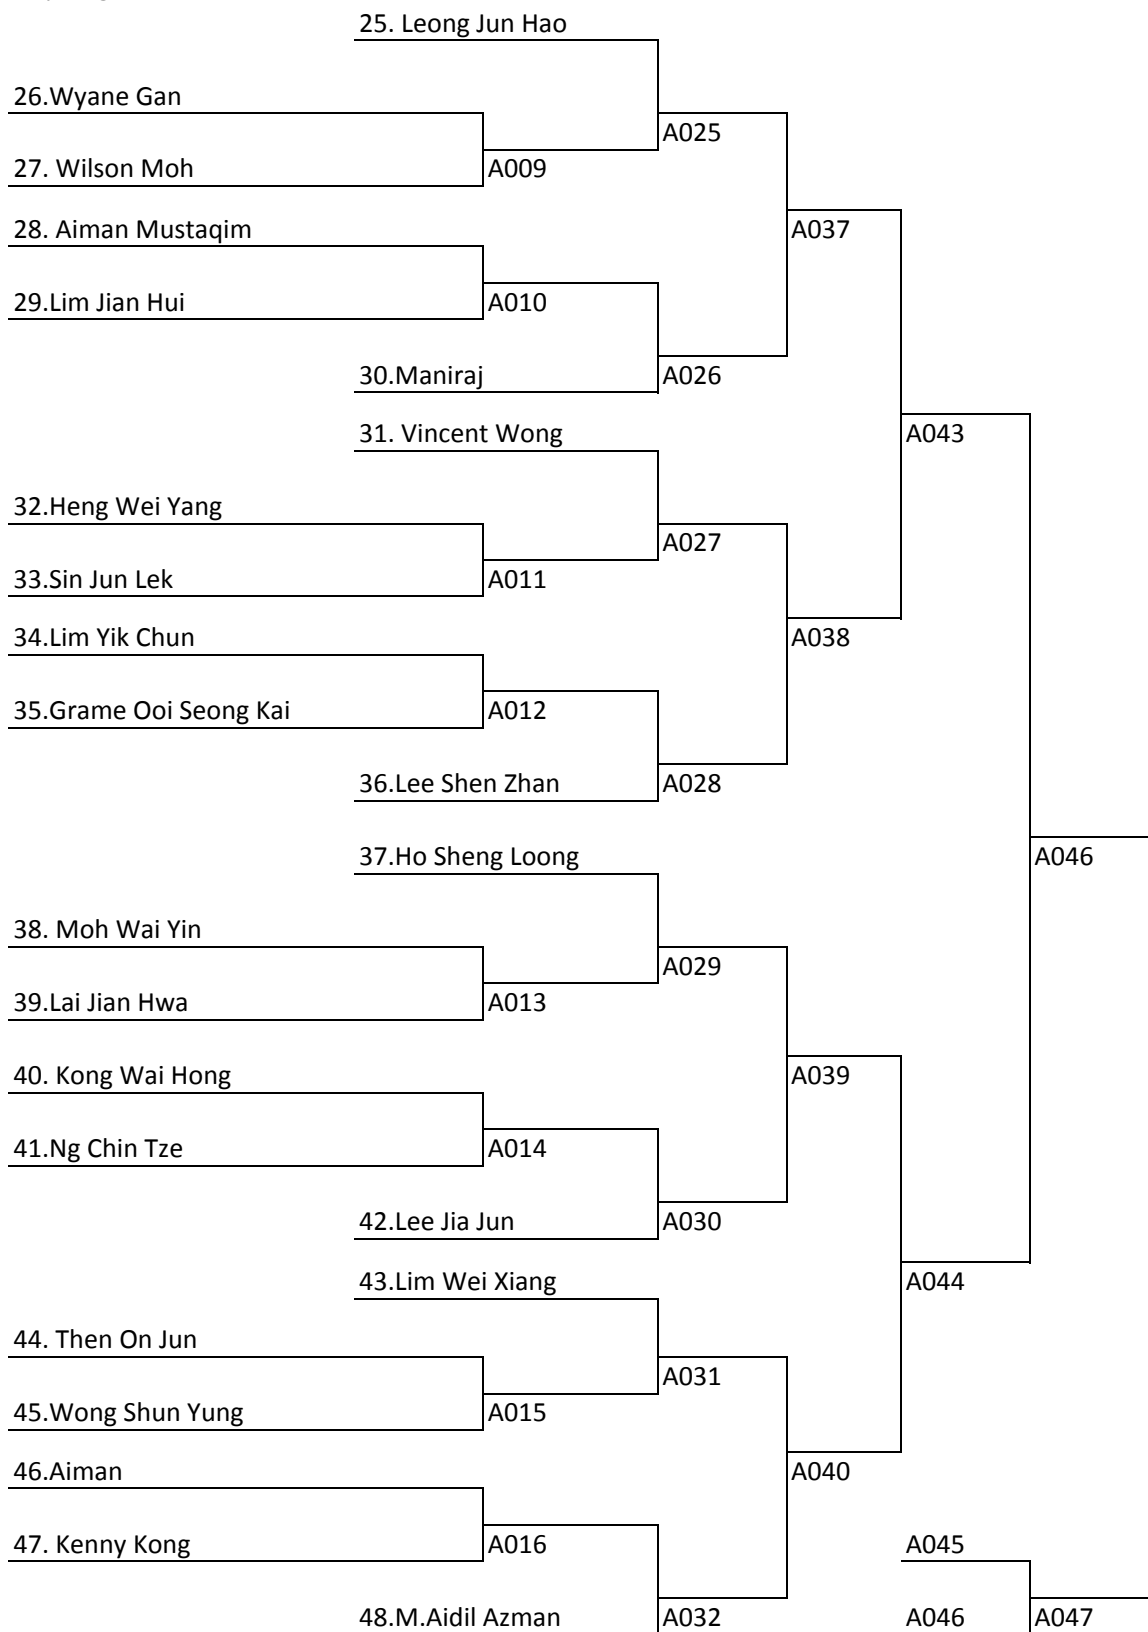 25. Leong Jun Hao
26.Wyane Gan
A025
27. Wilson Moh
A009
28. Aiman Mustaqim
A037
29.Lim Jian Hui
A010
30.Maniraj
A026
31. Vincent Wong
A043
32.Heng Wei Yang
A027
33.Sin Jun Lek
A011
34.Lim Yik Chun
A038
35.Grame Ooi Seong Kai
A012
36.Lee Shen Zhan
A028
37.Ho Sheng Loong
A046
38. Moh Wai Yin
A029
39.Lai Jian Hwa
A013
40. Kong Wai Hong
A039
41.Ng Chin Tze
A014
42.Lee Jia Jun
A030
43.Lim Wei Xiang
A044
44. Then On Jun
A031
45.Wong Shun Yung
A015
46.Aiman
A040
47. Kenny Kong
A016
A045
48.M.Aidil Azman
A032
A046
A047